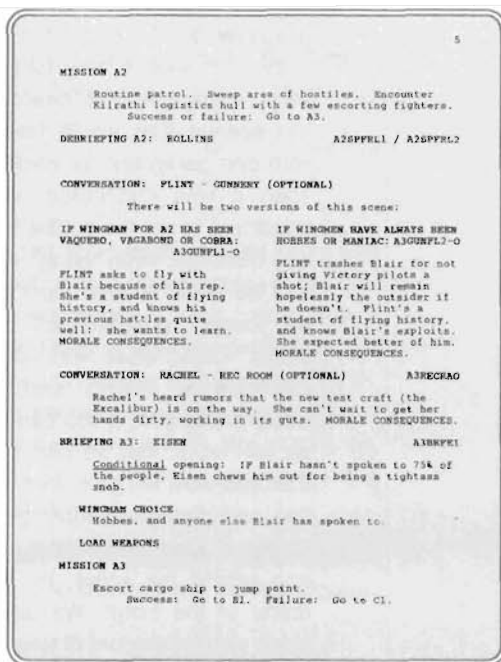 5
MISSION A2
Routine patrol. Sweep area of hostiles. Encounter
Kilrathi logistics hull with a few escorting fighters.
Success or failure: Go to A3.
DEBRIEFING A2: ROLLINS A2SPFRL1 / A2SPFRL2
CONVERSATION: FLINT - GUNNERY (OPTIONAL)
There will be two versions of this scene:
IF WINGMAN FOR A2 HAS BEEN
VAQUERO, VAGABOND OR COBRA:
A3GUNFL1-O
FLINT asks to fly with
Blair because of his rep.
She's a student of flying
history, and knows his
previous battles quite
well: she wants to learn.
MORALE CONSEQUENCES.
IF WINGMEN HAVE ALWAYS BEEN
HOBBES OR MANIAC: A3GUNFL2-O
FLINT trashes Blair for not
giving Victory pilots a
shot; Blair will remain
hopelessly the outsider if
he doesn't. Flint's a
student of flying history,
and knows Blair's exploits.
She expected better of him.
MORALE CONSEQUENCES.
CONVERSATION: RACHEL - REC ROOM (OPTIONAL) A3RECRAO
Rachel's heard rumors that the new test craft (the
Excalibur) is on the way. She can't wait to get her
hands dirty, working in its guts. MORALE CONSEQUENCES.
BRIEFING A3: EISEN A3BRFE1
Conditional opening: IF Blair hasn't spoken to 75% of
the people, Eisen chews him out for being a tightass
snob.
WINGMAN CHOICE
Hobbes, and anyone else Blair has spoken to.
LOAD WEAPONS
MISSION A3
Escort cargo ship to jump point.
Success: Go to B1. Failure: Go to C1.